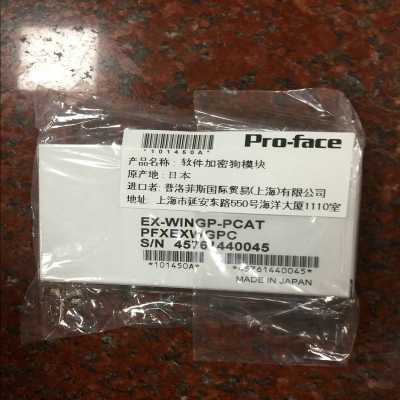 *101450A*
Pro-face
产品名称: 软件加密狗模块
原产地: 日本
进口者: 普洛菲斯国际贸易(上海)有限公司
地址: 上海市延安东路550号海洋大厦1110室
EX-WINGP-PCAT
PFXEXWGPC
S/N 45761440045
*101450A*
*45761440045*
MADE IN JAPAN